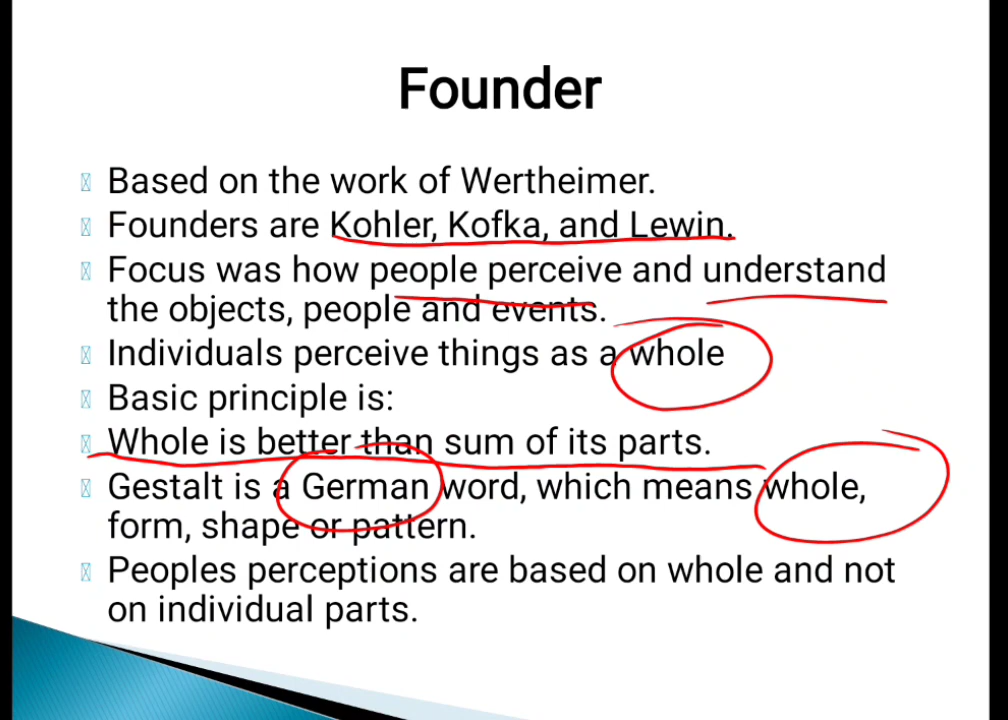 Founder
Based on the work of Wertheimer.
Founders are Kohler, Kofka, and Lewin.
Focus was how people perceive and understand
the objects, people and events.
Individuals perceive things as a whole
Basic principle is:
Whole is better than sum of its parts.
Gestalt is a German word, which means whole,
form, shape or pattern.
Peoples perceptions are based on whole and not
on individual parts.